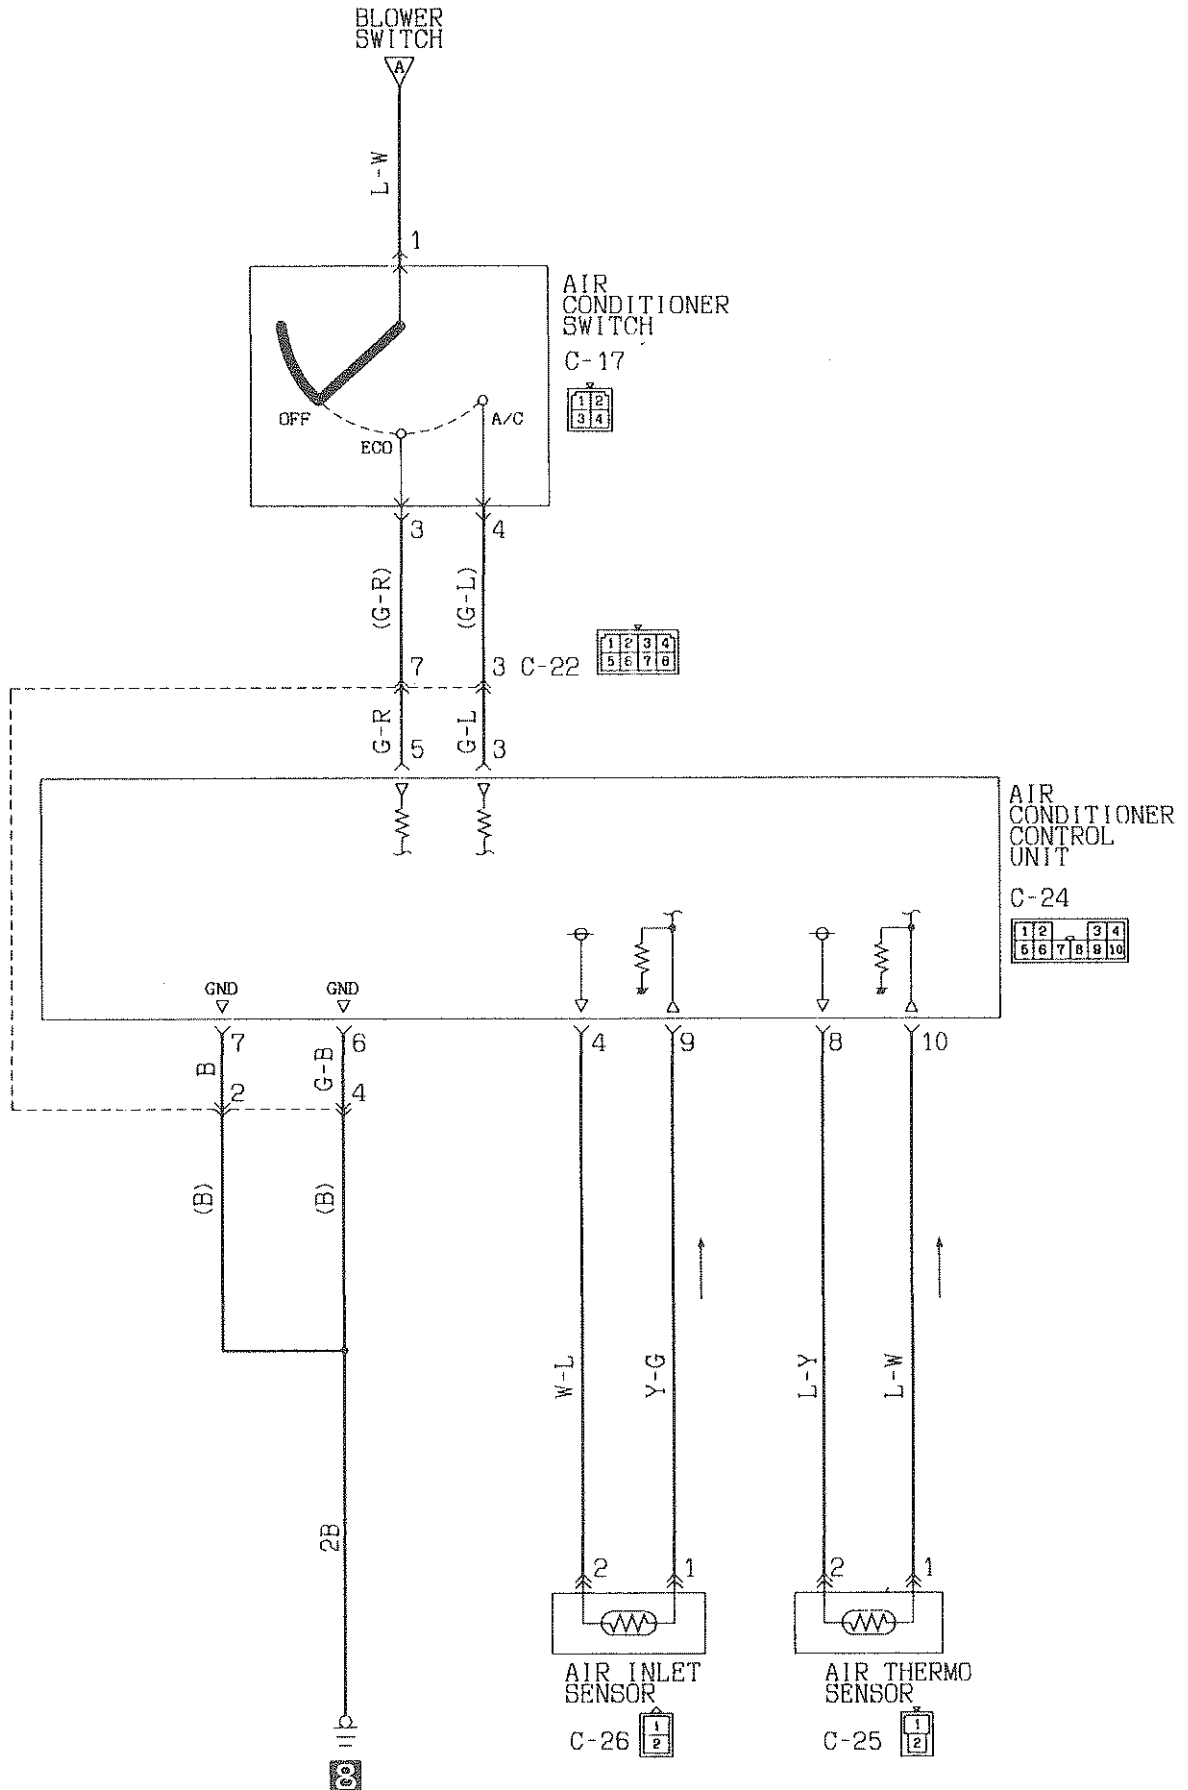 BLOWER
SWITCH
A
L-W
1
AIR
CONDITIONER
SWITCH
C-17
1 2
3 4
OFF
ECO
A/C
3
4
(G-R)
(G-L)
7
3
C-22
1 2 3 4
5 6 7 8
G-R
5
G-L
3
AIR
CONDITIONER
CONTROL
UNIT
C-24
1 2 3 4
5 6 7 8 9 10
GND
GND
7
6
4
9
8
10
B
G-B
2
4
(B)
(B)
W-L
Y-G
L-Y
L-W
2B
2
1
2
1
AIR INLET
SENSOR
C-26
1
2
AIR THERMO
SENSOR
C-25
1
2
8